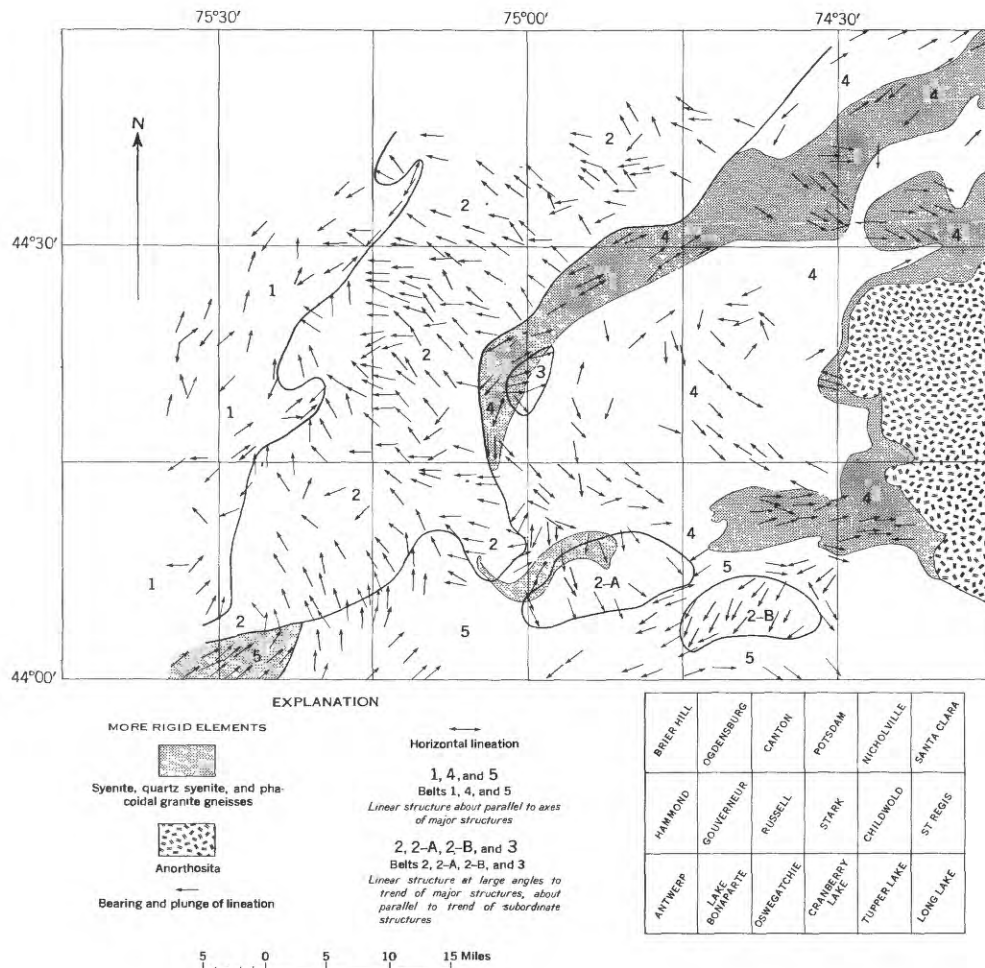 75°30'
75°00'
74°30'
4
4
N
2
2
4
4
44°30'
4
1
2
3
4
4
1
2
4
4
2
5
1
2-A
2
2-B
5
5
5
44°00'
EXPLANATION
MORE RIGID ELEMENTS
Syenite, quartz syenite, and pha-
coidal granite gneisses
Anorthosita
Bearing and plunge of lineation
Horizontal lineation
1, 4, and 5
Belts 1, 4, and 5
Linear structure about parallel to axes
of major structures
2, 2-A, 2-B, and 3
Belts 2, 2-A, 2-B, and 3
Linear structure at large angles to
trend of major structures, about
parallel to trend of subordinate
structures
BRIER HILL
OGDENSBURG
CANTON
POTSDAM
NICHOLVILLE
SANTA CLARA
HAMMOND
GOUVERNEUR
RUSSELL
STARK
CHILDWOLD
ST REGIS
ANTWERP
LAKE
BONAPARTE
OSWEGATCHIE
CRANBERRY
LAKE
TUPPER LAKE
LONG LAKE
5 0 5 10 15 Miles